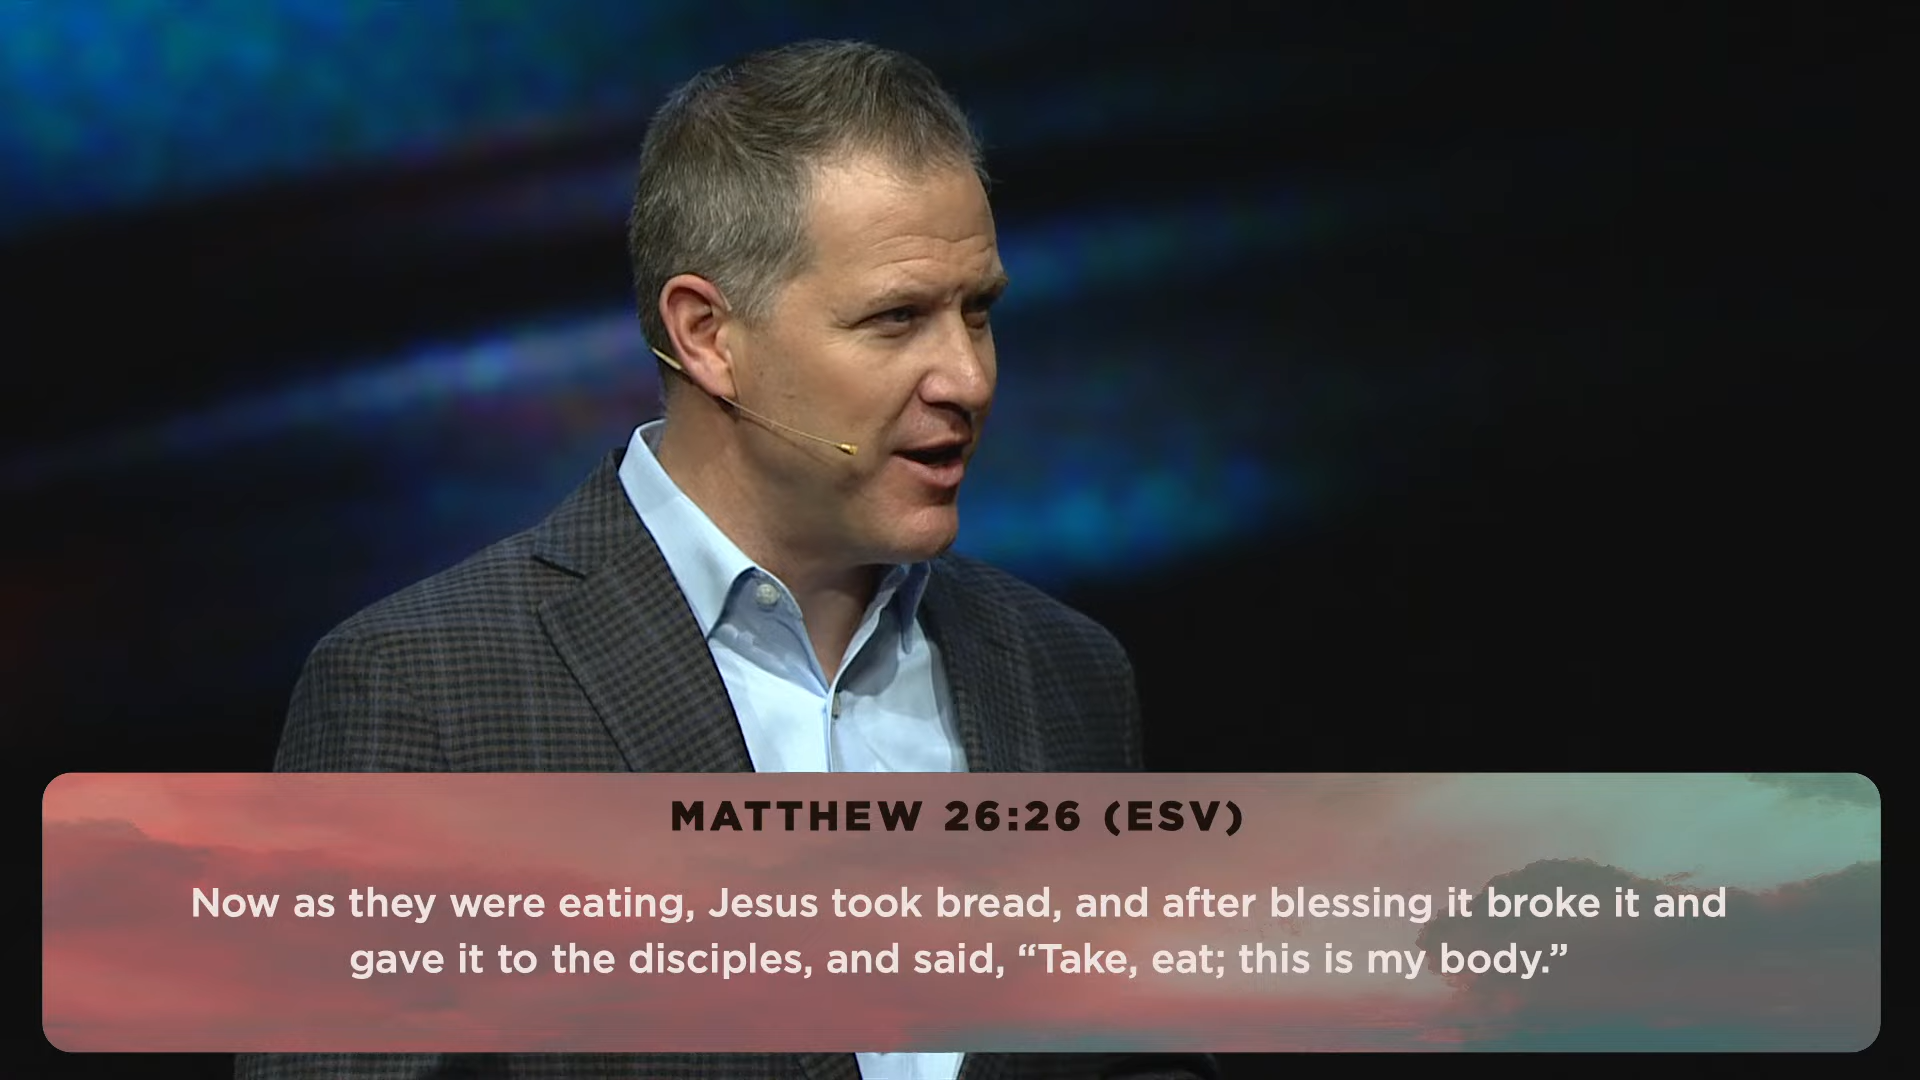 MATTHEW 26:26 (ESV)
Now as they were eating, Jesus took bread, and after blessing it broke it and
gave it to the disciples, and said, “Take, eat; this is my body.”